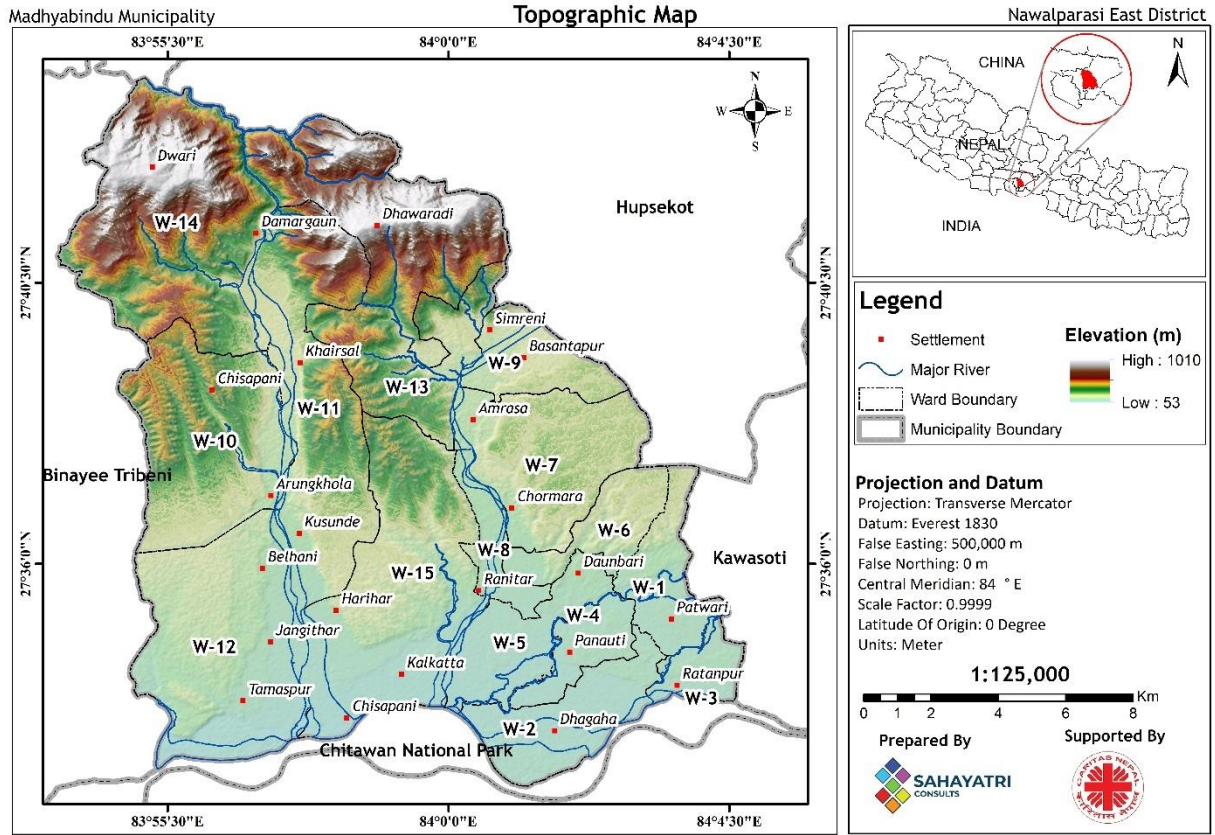 Madhyabindu Municipality
Topographic Map
Nawalparasi East District
83°55'30"E
84°0'0"E
84°4'30"E
27°40'30"N
27°40'30"N
27°36'0"N
27°36'0"N
N
W
E
S
Dwari
W-14
Damargaun
Dhawaradi
Hupsekot
Simreni
Basantapur
W-9
Khairsal
Chisapani
W-13
W-11
Amrasa
W-10
W-7
Binayee Tribeni
Arungkhola
Chormara
Kusunde
W-6
W-8
Belhani
Daunbari
Kawasoti
W-15
Ranitar
W-1
Harihar
W-4
Patwari
Jangithar
W-5
W-12
Panauti
Kalkatta
Ratanpur
Tamaspur
W-3
Chisapani
W-2
Dhagaha
Chitawan National Park
83°55'30"E
84°0'0"E
84°4'30"E
CHINA
N
NEPAL
INDIA
Legend
Settlement
Major River
Ward Boundary
Municipality Boundary
Elevation (m)
High : 1010
Low : 53
Projection and Datum
Projection: Transverse Mercator
Datum: Everest 1830
False Easting: 500,000 m
False Northing: 0 m
Central Meridian: 84 ° E
Scale Factor: 0.9999
Latitude Of Origin: 0 Degree
Units: Meter
1:125,000
Km
0 1 2 4 6 8
Prepared By
Supported By
SAHAYATRI
CONSULTS
CARITAS NEPAL